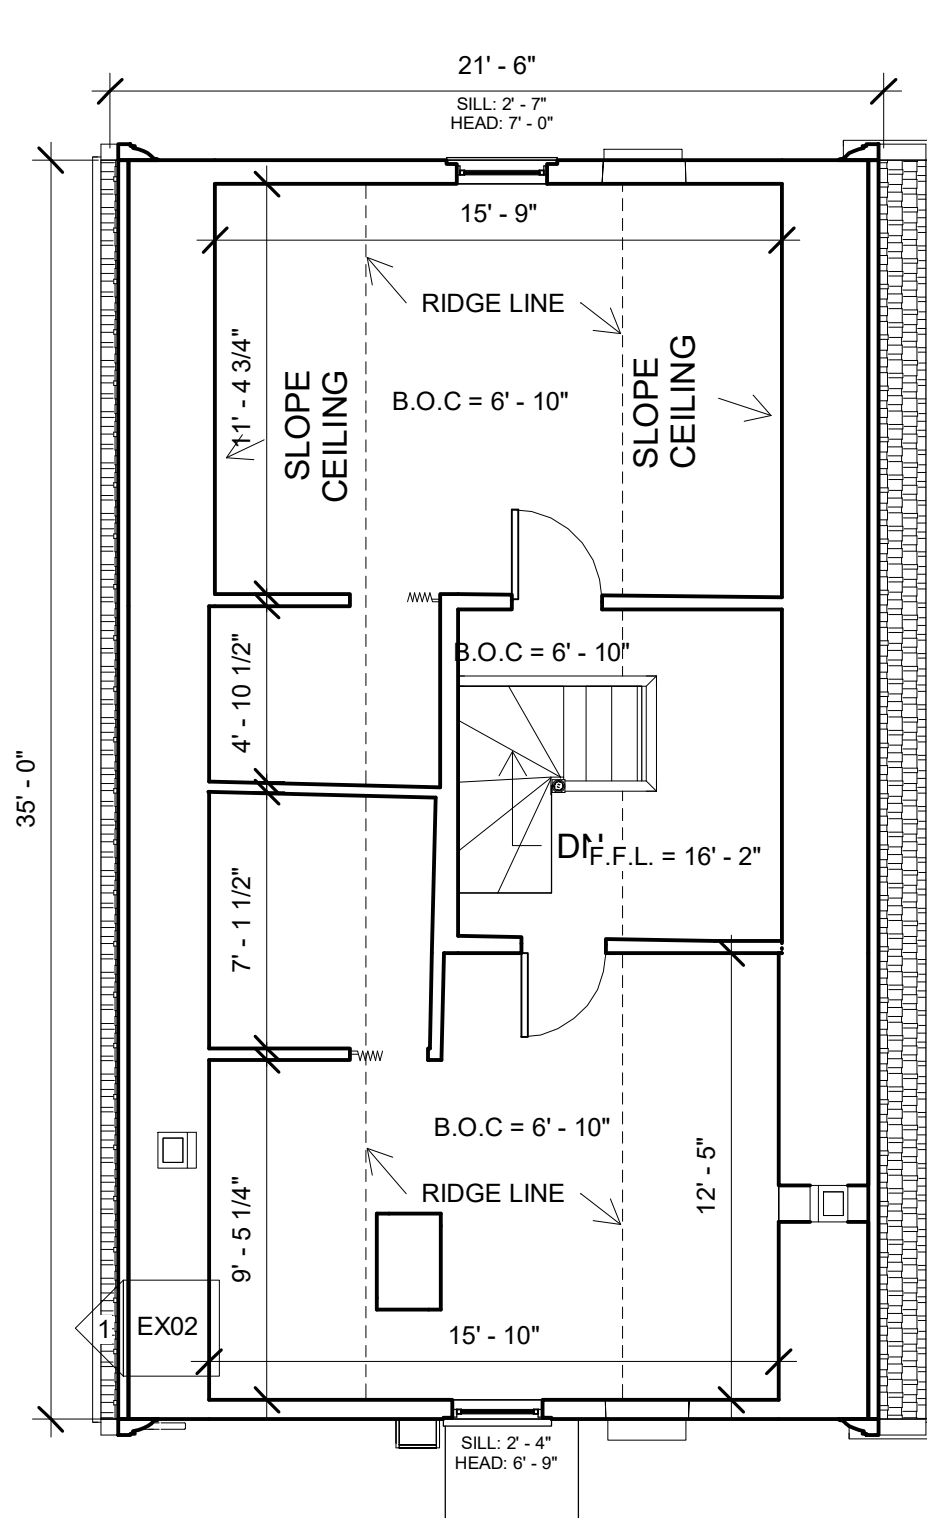 21' - 6"
SILL: 2' - 7"
HEAD: 7' - 0"
15' - 9"
RIDGE LINE
11' - 4 3/4"
SLOPE
CEILING
B.O.C = 6' - 10"
SLOPE
CEILING
4' - 10 1/2"
B.O.C = 6' - 10"
35' - 0"
DN
F.F.L. = 16' - 2"
7' - 1 1/2"
B.O.C = 6' - 10"
12' - 5"
RIDGE LINE
9' - 5 1/4"
1
EX02
15' - 10"
SILL: 2' - 4"
HEAD: 6' - 9"